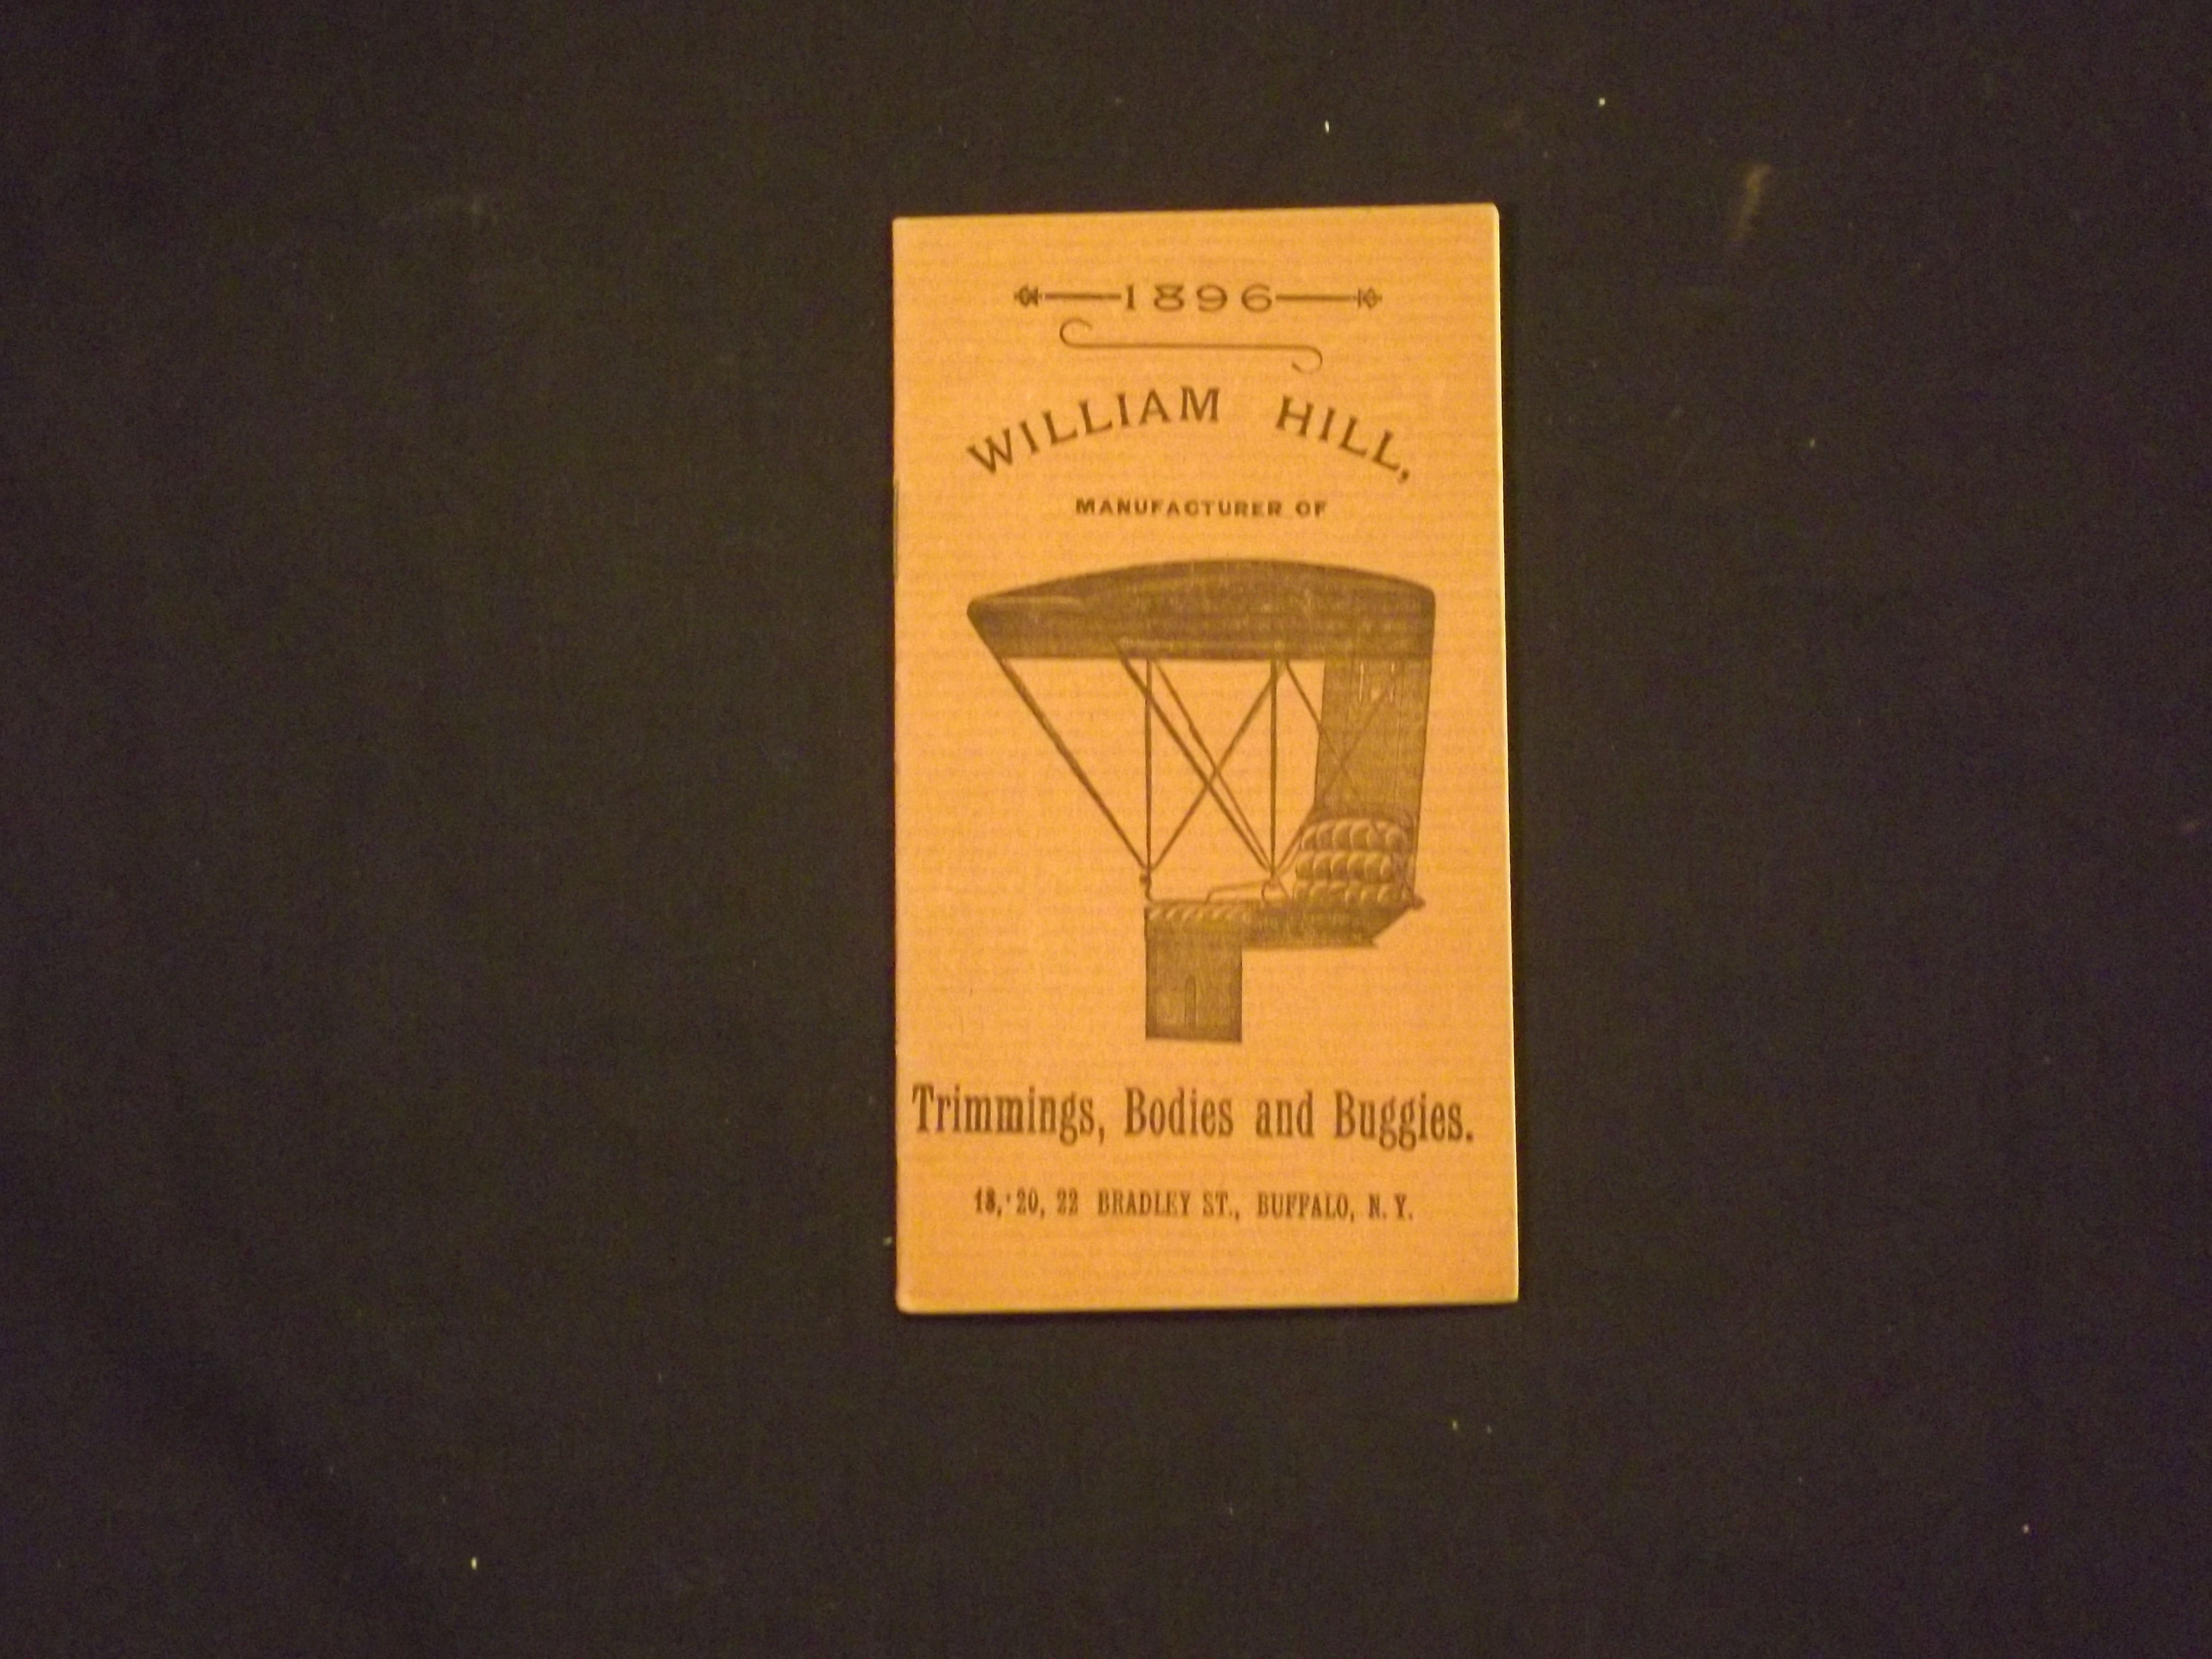 1896
WILLIAM HILL,
MANUFACTURER OF
Trimmings, Bodies and Buggies.
18, 20, 22 BRADLEY ST., BUFFALO, N. Y.